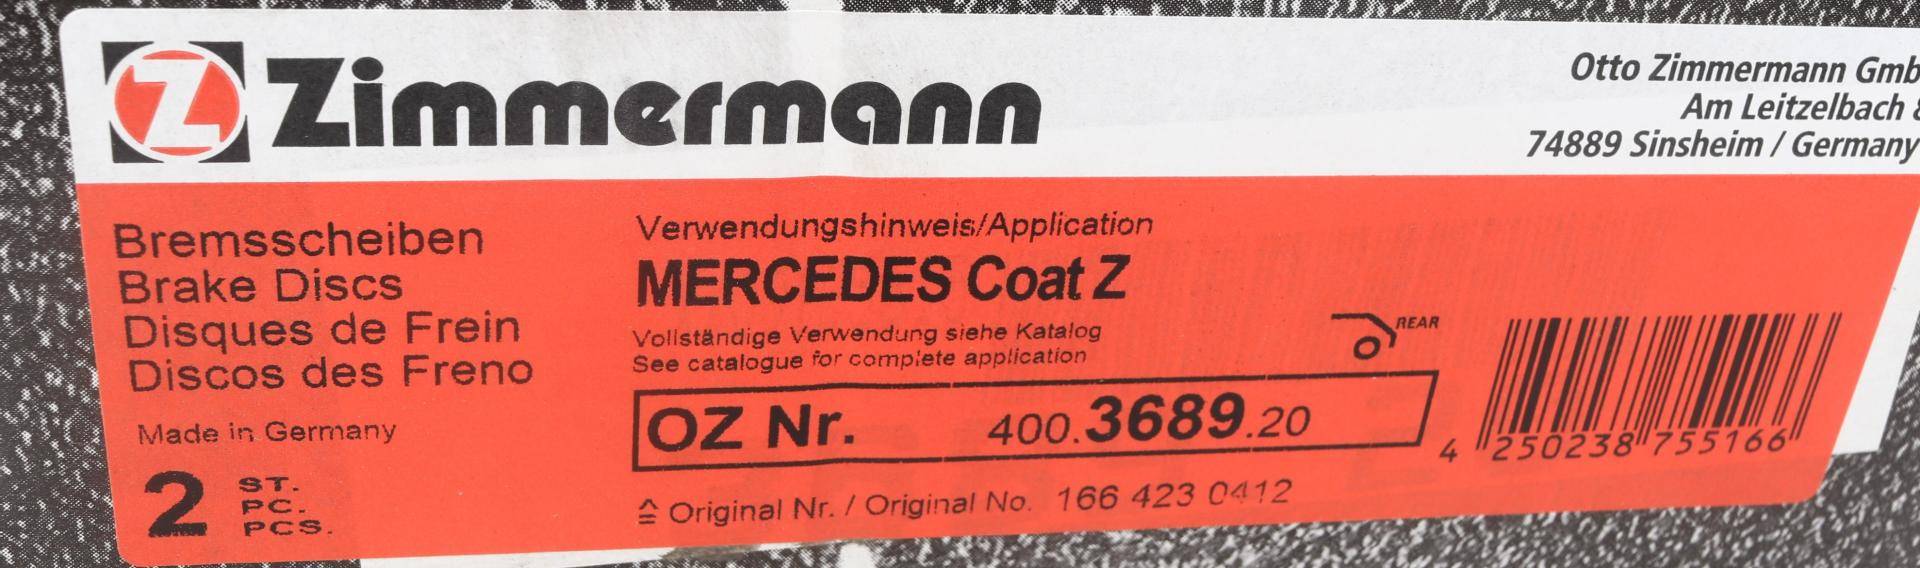 Z Zimmermann
Otto Zimmermann Gmb
Am Leitzelbach
74889 Sinsheim / Germany
Bremsscheiben
Brake Discs
Disques de Frein
Discos des Freno
Made in Germany
2 ST.
PC.
PCS.
Verwendungshinweis/Application
MERCEDES Coat Z
Vollständige Verwendung siehe Katalog
See catalogue for complete application
REAR
OZ Nr. 400.3689.20
≙ Original Nr. / Original No. 166 423 0412
4 250238 755166